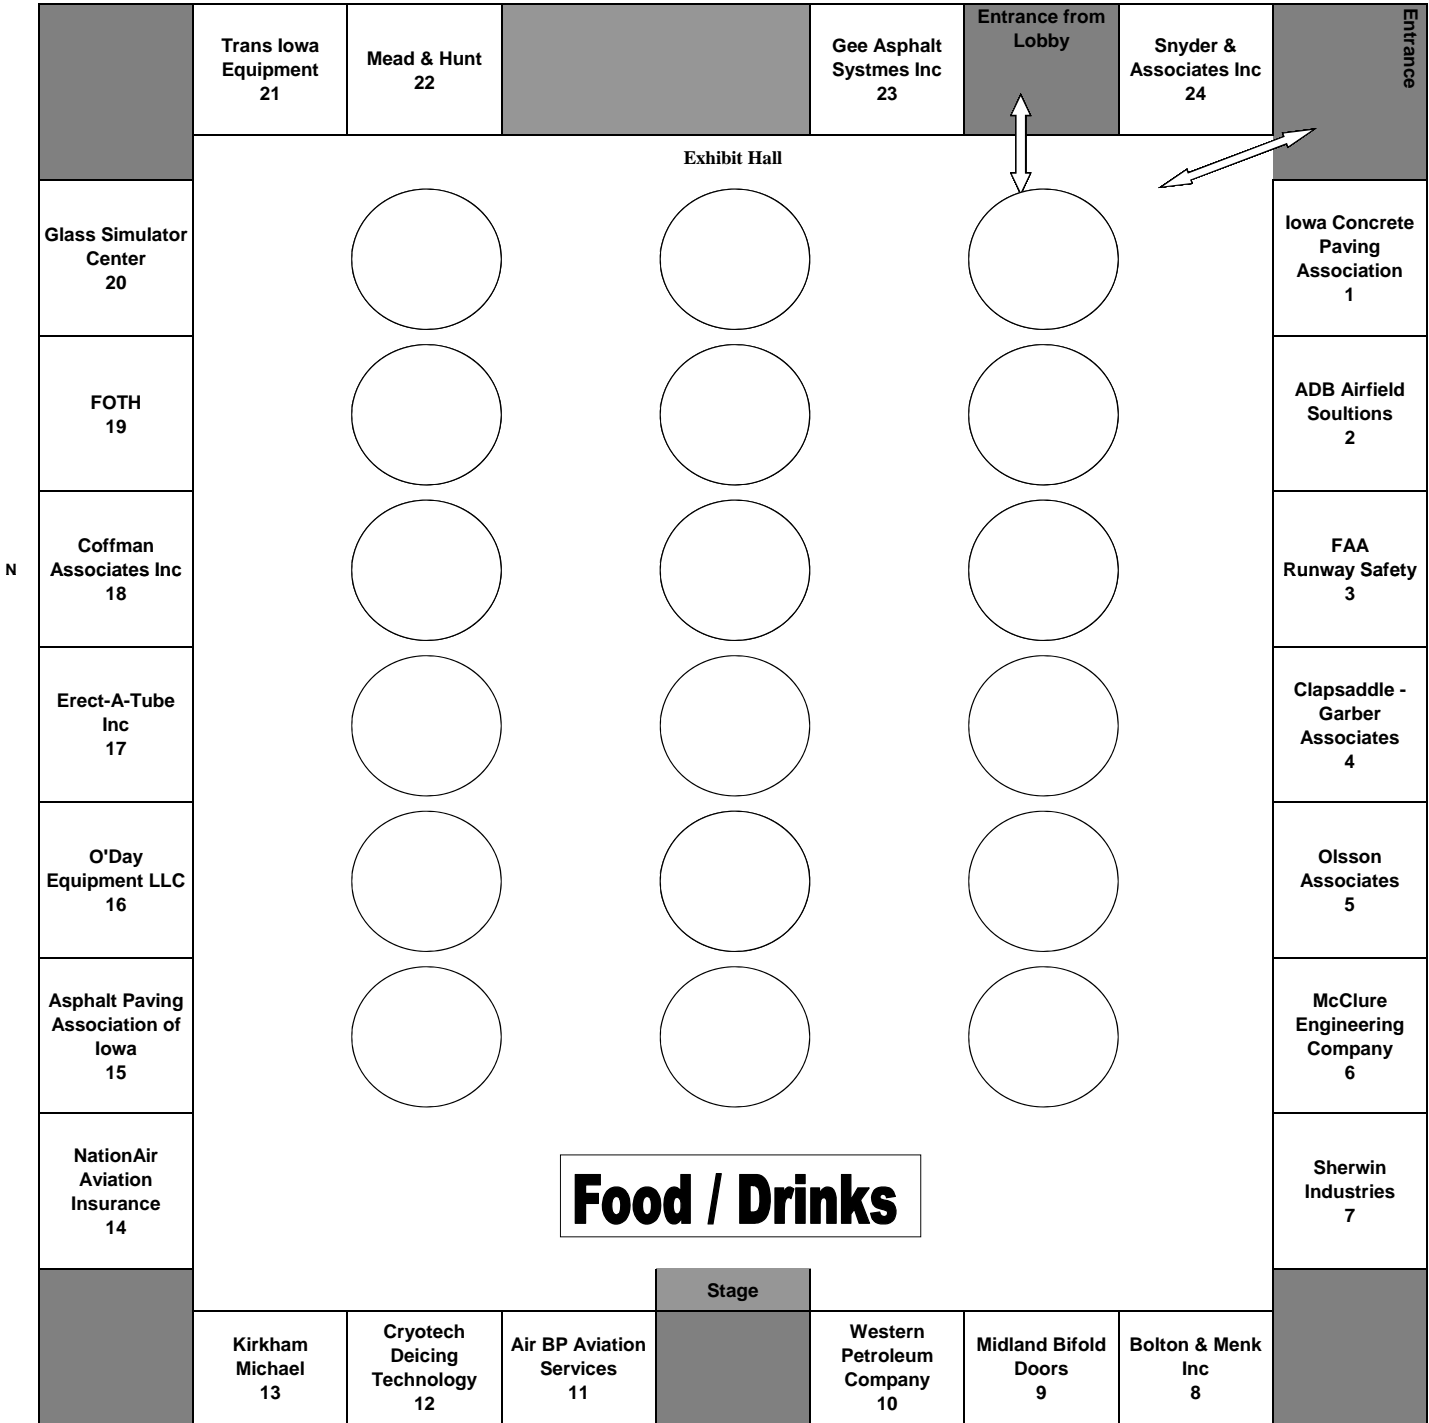 Trans Iowa
Equipment
21
Mead & Hunt
22
Gee Asphalt
Systmes Inc
23
Entrance from
Lobby
Snyder &
Associates Inc
24
Entrance
Exhibit Hall
Glass Simulator
Center
20
Iowa Concrete
Paving
Association
1
FOTH
19
ADB Airfield
Soultions
2
N
Coffman
Associates Inc
18
FAA
Runway Safety
3
Erect-A-Tube
Inc
17
Clapsaddle -
Garber
Associates
4
O'Day
Equipment LLC
16
Olsson
Associates
5
Asphalt Paving
Association of
Iowa
15
McClure
Engineering
Company
6
NationAir
Aviation
Insurance
14
Food / Drinks
Sherwin
Industries
7
Stage
Kirkham
Michael
13
Cryotech
Deicing
Technology
12
Air BP Aviation
Services
11
Western
Petroleum
Company
10
Midland Bifold
Doors
9
Bolton & Menk
Inc
8